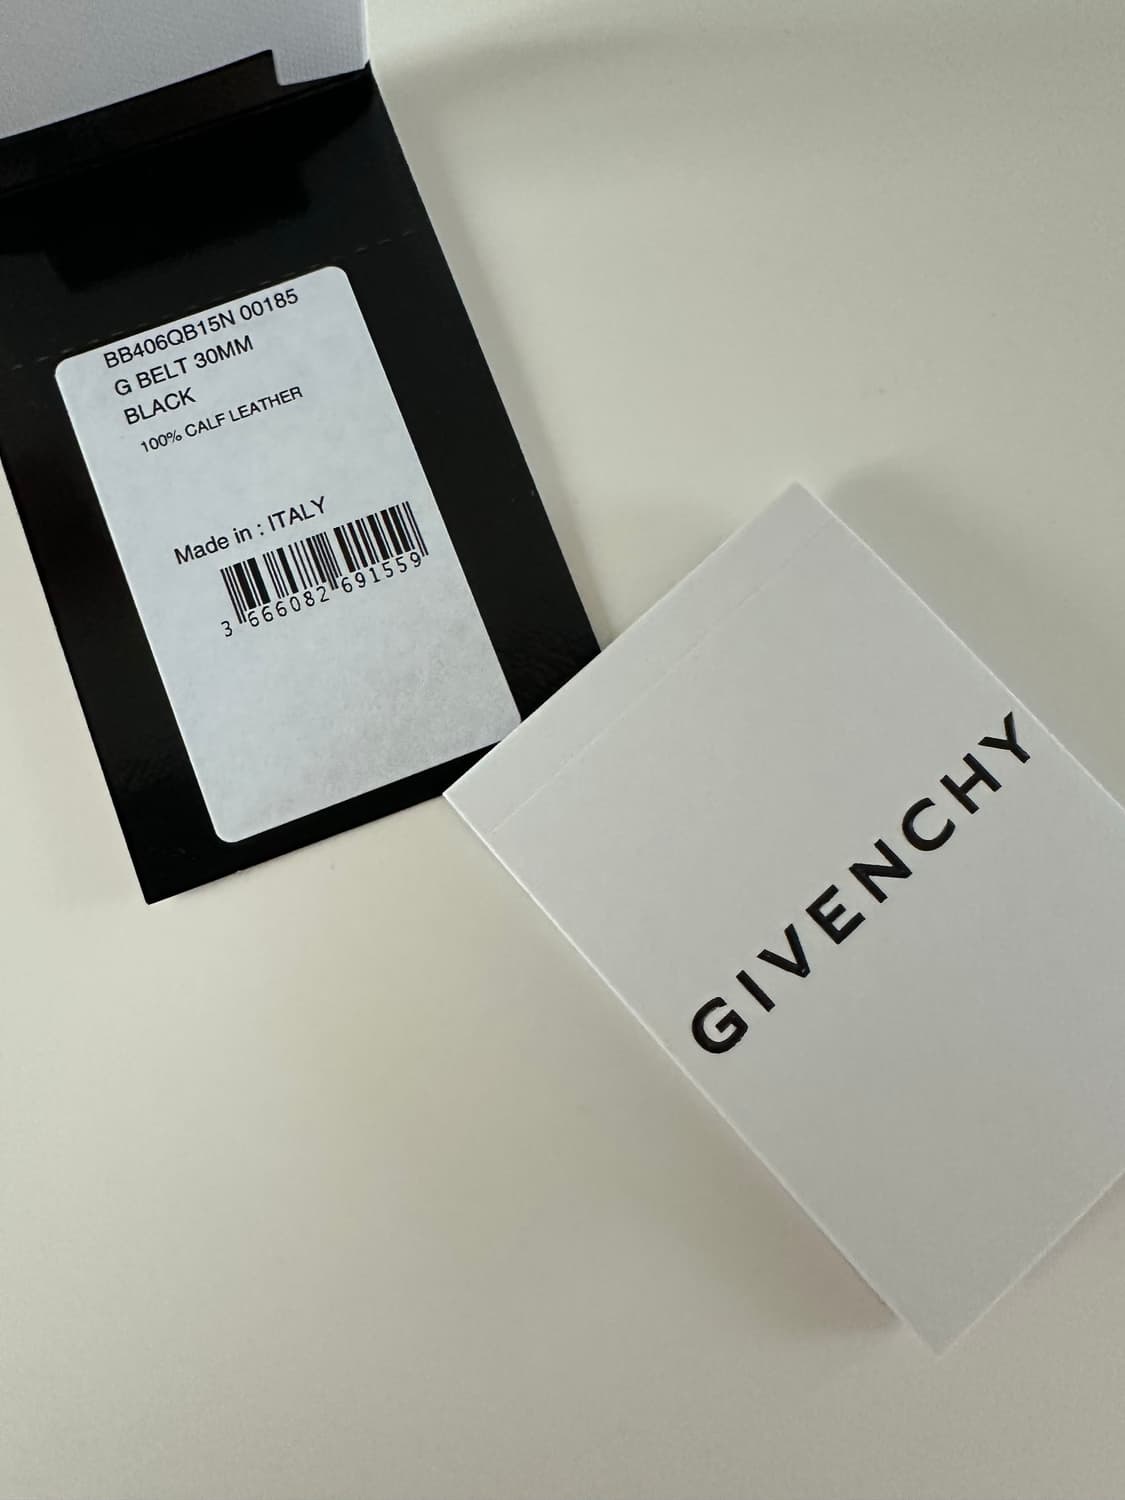 BB406QB15N 00185
G BELT 30MM
BLACK
100% CALF LEATHER
Made in : ITALY
3 666082 691559
GIVENCHY